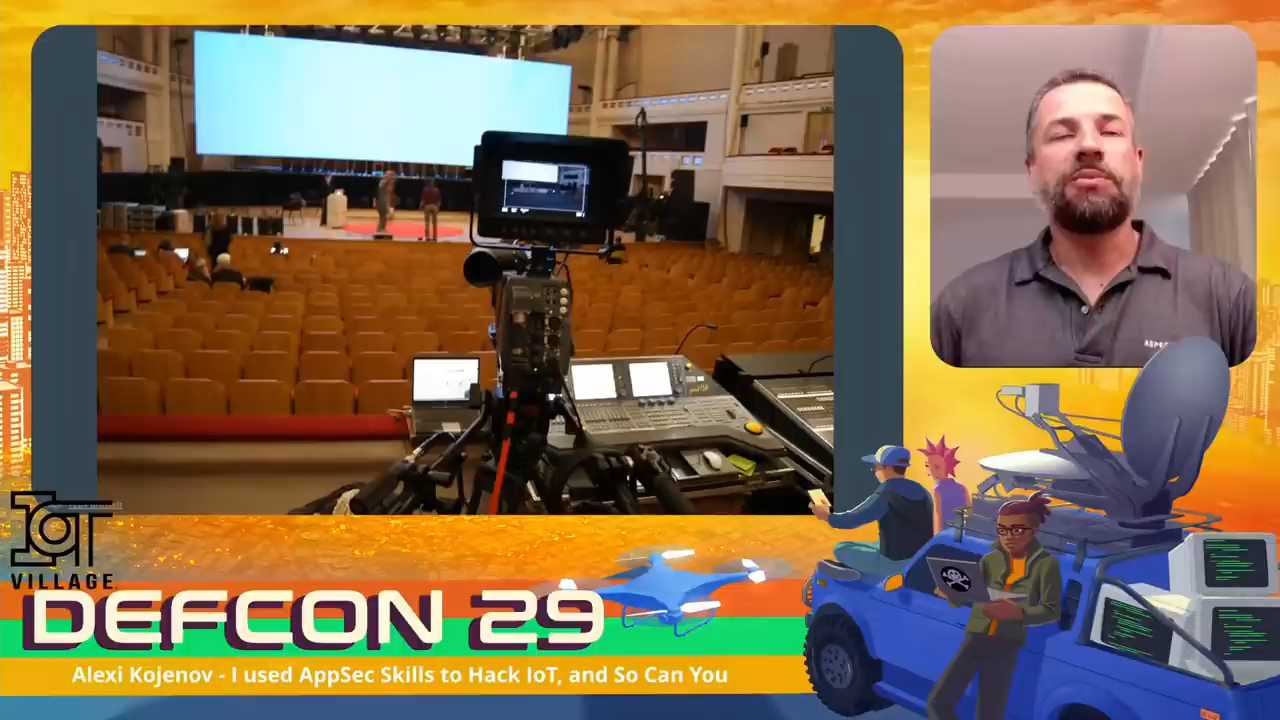 IOT
VILLAGE
DEFCON 29
Alexi Kojenov - I used AppSec Skills to Hack IoT, and So Can You